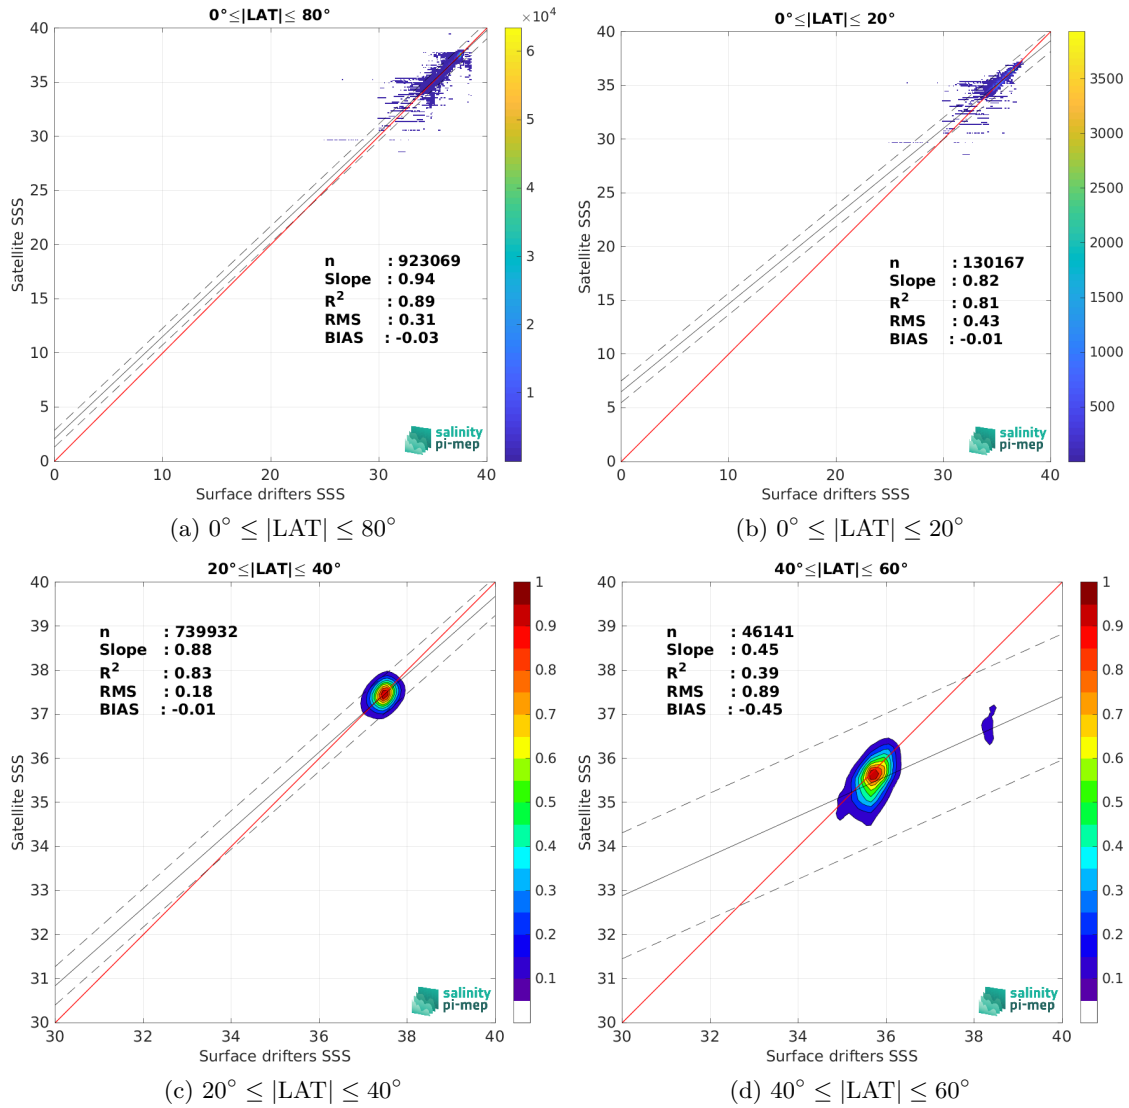 0°≤|LAT|≤ 80°
×10⁴
40
35
30
25
20
15
10
5
0
Satellite SSS
0
10
20
30
40
Surface drifters SSS
n : 923069
Slope : 0.94
R² : 0.89
RMS : 0.31
BIAS : -0.03
salinity
pi-mep
6
5
4
3
2
1
(a) 0° ≤ |LAT| ≤ 80°
0°≤|LAT|≤ 20°
40
35
30
25
20
15
10
5
0
Satellite SSS
0
10
20
30
40
Surface drifters SSS
n : 130167
Slope : 0.82
R² : 0.81
RMS : 0.43
BIAS : -0.01
salinity
pi-mep
3500
3000
2500
2000
1500
1000
500
(b) 0° ≤ |LAT| ≤ 20°
20°≤|LAT|≤ 40°
40
39
38
37
36
35
34
33
32
31
30
Satellite SSS
30
32
34
36
38
40
Surface drifters SSS
n : 739932
Slope : 0.88
R² : 0.83
RMS : 0.18
BIAS : -0.01
salinity
pi-mep
1
0.9
0.8
0.7
0.6
0.5
0.4
0.3
0.2
0.1
(c) 20° ≤ |LAT| ≤ 40°
40°≤|LAT|≤ 60°
40
39
38
37
36
35
34
33
32
31
30
Satellite SSS
30
32
34
36
38
40
Surface drifters SSS
n : 46141
Slope : 0.45
R² : 0.39
RMS : 0.89
BIAS : -0.45
salinity
pi-mep
1
0.9
0.8
0.7
0.6
0.5
0.4
0.3
0.2
0.1
(d) 40° ≤ |LAT| ≤ 60°